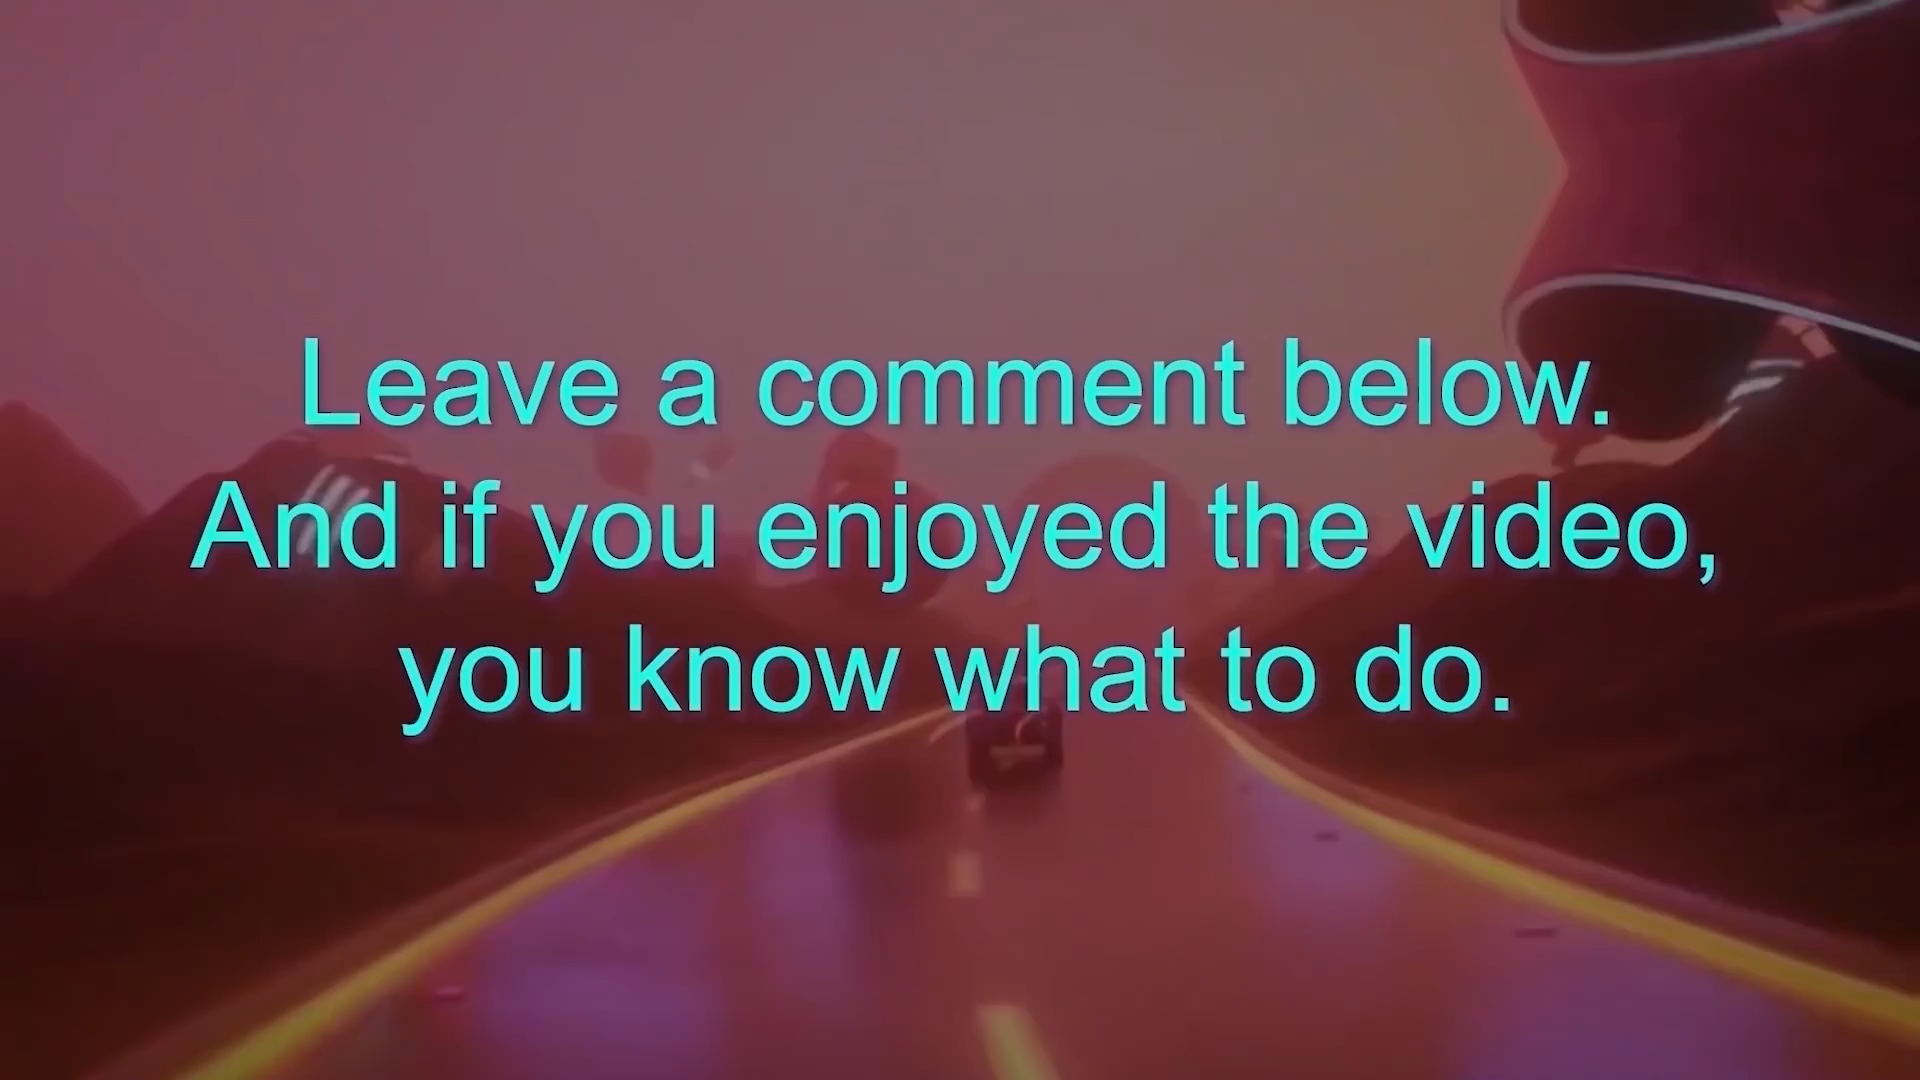 Leave a comment below.
And if you enjoyed the video,
you know what to do.